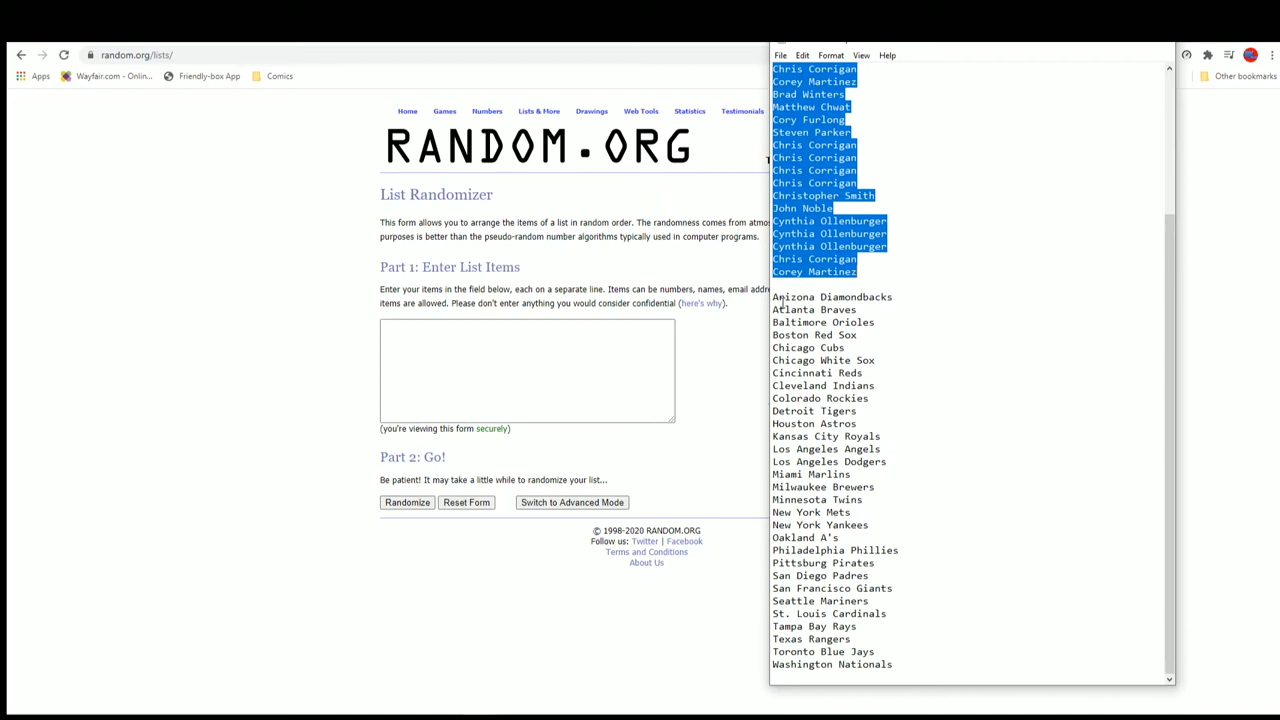 random.org/lists/
Apps
Wayfair.com - Onlin...
Friendly-box App
Comics
Other bookmarks
Home Games Numbers Lists & More Drawings Web Tools Statistics Testimonials
RANDOM.ORG
List Randomizer
This form allows you to arrange the items of a list in random order. The randomness comes from atmos
purposes is better than the pseudo-random number algorithms typically used in computer programs.
Part 1: Enter List Items
Enter your items in the field below, each on a separate line. Items can be numbers, names, email addre
items are allowed. Please don't enter anything you would consider confidential (here's why).
(you're viewing this form securely)
Part 2: Go!
Be patient! It may take a little while to randomize your list...
Randomize Reset Form Switch to Advanced Mode
© 1998-2020 RANDOM.ORG
Follow us: Twitter | Facebook
Terms and Conditions
About Us
File Edit Format View Help
Chris Corrigan
Corey Martinez
Brad Winters
Matthew Chwat
Cory Furlong
Steven Parker
Chris Corrigan
Chris Corrigan
Chris Corrigan
Chris Corrigan
Christopher Smith
John Noble
Cynthia Ollenburger
Cynthia Ollenburger
Cynthia Ollenburger
Chris Corrigan
Corey Martinez
Arizona Diamondbacks
Atlanta Braves
Baltimore Orioles
Boston Red Sox
Chicago Cubs
Chicago White Sox
Cincinnati Reds
Cleveland Indians
Colorado Rockies
Detroit Tigers
Houston Astros
Kansas City Royals
Los Angeles Angels
Los Angeles Dodgers
Miami Marlins
Milwaukee Brewers
Minnesota Twins
New York Mets
New York Yankees
Oakland A's
Philadelphia Phillies
Pittsburg Pirates
San Diego Padres
San Francisco Giants
Seattle Mariners
St. Louis Cardinals
Tampa Bay Rays
Texas Rangers
Toronto Blue Jays
Washington Nationals